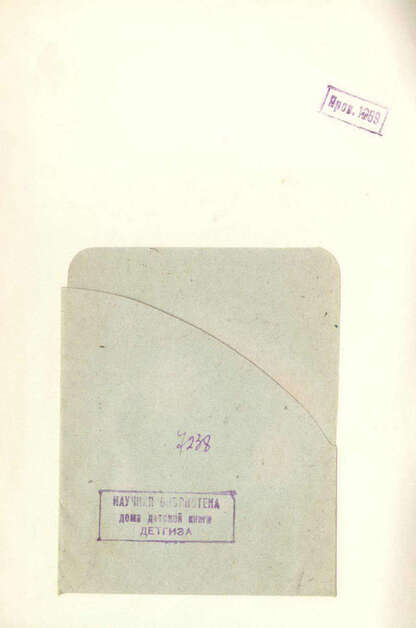 Пров. 1969
7238
НАУЧНАЯ БИБЛИОТЕКА
дома детской книги
ДЕТГИЗА